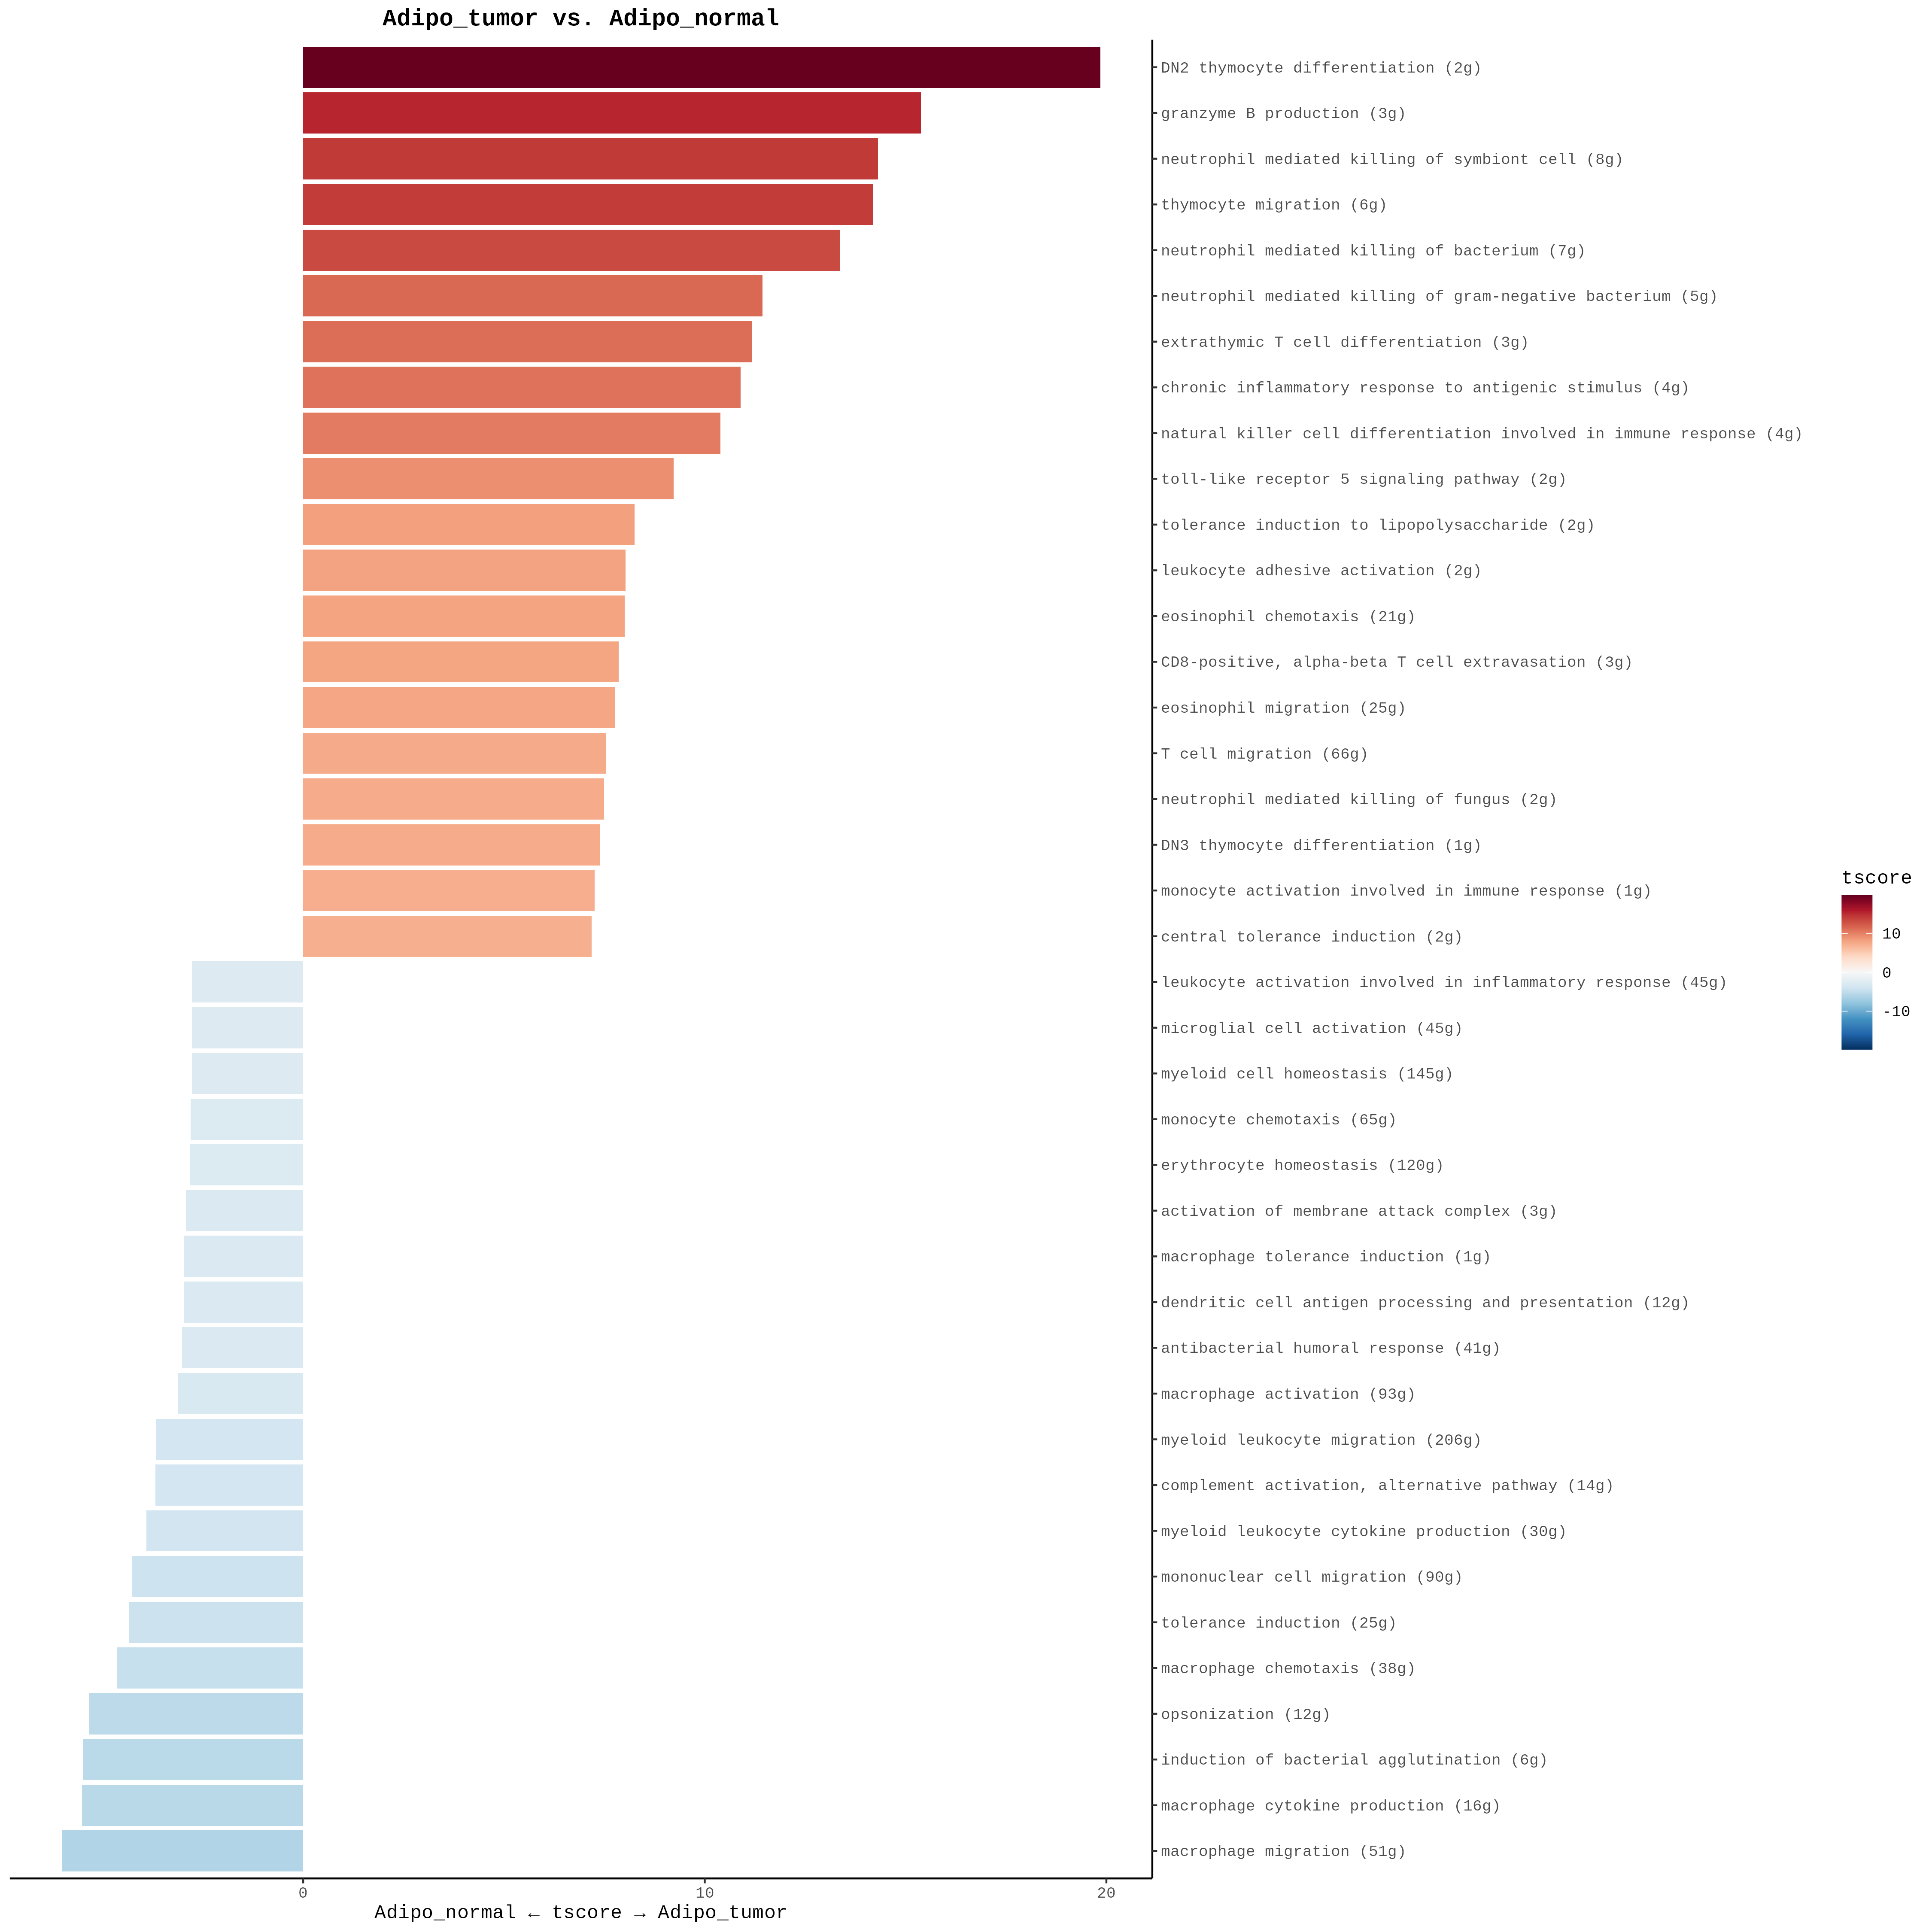 Adipo_tumor vs. Adipo_normal
DN2 thymocyte differentiation (2g)
granzyme B production (3g)
neutrophil mediated killing of symbiont cell (8g)
thymocyte migration (6g)
neutrophil mediated killing of bacterium (7g)
neutrophil mediated killing of gram-negative bacterium (5g)
extrathymic T cell differentiation (3g)
chronic inflammatory response to antigenic stimulus (4g)
natural killer cell differentiation involved in immune response (4g)
toll-like receptor 5 signaling pathway (2g)
tolerance induction to lipopolysaccharide (2g)
leukocyte adhesive activation (2g)
eosinophil chemotaxis (21g)
CD8-positive, alpha-beta T cell extravasation (3g)
eosinophil migration (25g)
T cell migration (66g)
neutrophil mediated killing of fungus (2g)
DN3 thymocyte differentiation (1g)
monocyte activation involved in immune response (1g)
central tolerance induction (2g)
leukocyte activation involved in inflammatory response (45g)
microglial cell activation (45g)
myeloid cell homeostasis (145g)
monocyte chemotaxis (65g)
erythrocyte homeostasis (120g)
activation of membrane attack complex (3g)
macrophage tolerance induction (1g)
dendritic cell antigen processing and presentation (12g)
antibacterial humoral response (41g)
macrophage activation (93g)
myeloid leukocyte migration (206g)
complement activation, alternative pathway (14g)
myeloid leukocyte cytokine production (30g)
mononuclear cell migration (90g)
tolerance induction (25g)
macrophage chemotaxis (38g)
opsonization (12g)
induction of bacterial agglutination (6g)
macrophage cytokine production (16g)
macrophage migration (51g)
0 10 20
Adipo_normal ← tscore → Adipo_tumor
tscore
10
0
-10